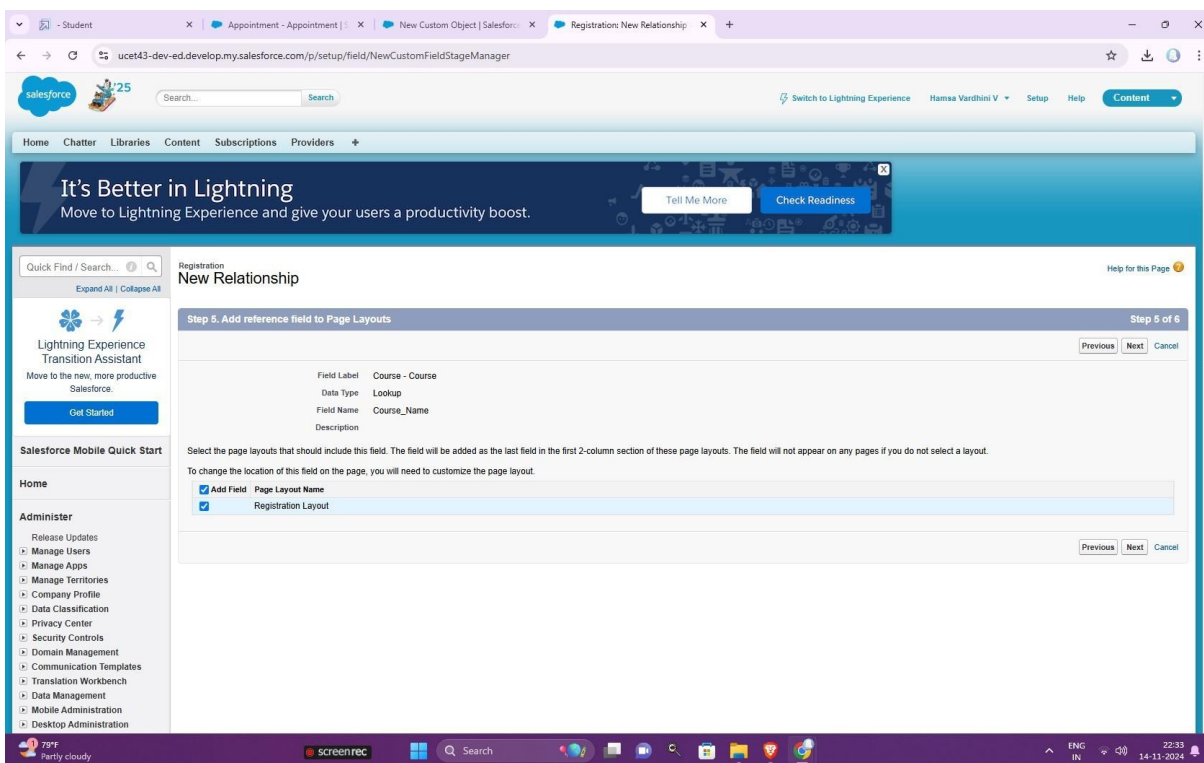 - Student
Appointment - Appointment | S
New Custom Object | Salesforc
Registration: New Relationship
ucet43-dev-ed.develop.my.salesforce.com/p/setup/field/NewCustomFieldStageManager
salesforce
'25
Search...
Search
Switch to Lightning Experience
Hamsa Vardhini V
Setup
Help
Content
Home Chatter Libraries Content Subscriptions Providers +
It's Better in Lightning
Move to Lightning Experience and give your users a productivity boost.
Tell Me More
Check Readiness
Quick Find / Search...
Expand All | Collapse All
Lightning Experience
Transition Assistant
Move to the new, more productive
Salesforce.
Get Started
Salesforce Mobile Quick Start
Home
Administer
Release Updates
Manage Users
Manage Apps
Manage Territories
Company Profile
Data Classification
Privacy Center
Security Controls
Domain Management
Communication Templates
Translation Workbench
Data Management
Mobile Administration
Desktop Administration
Registration
New Relationship
Help for this Page
Step 5. Add reference field to Page Layouts
Step 5 of 6
Previous Next Cancel
Field Label Course - Course
Data Type Lookup
Field Name Course_Name
Description
Select the page layouts that should include this field. The field will be added as the last field in the first 2-column section of these page layouts. The field will not appear on any pages if you do not select a layout.
To change the location of this field on the page, you will need to customize the page layout.
Add Field Page Layout Name
Registration Layout
Previous Next Cancel
79°F
Partly cloudy
screenrec
Search
ENG
IN
22:33
14-11-2024